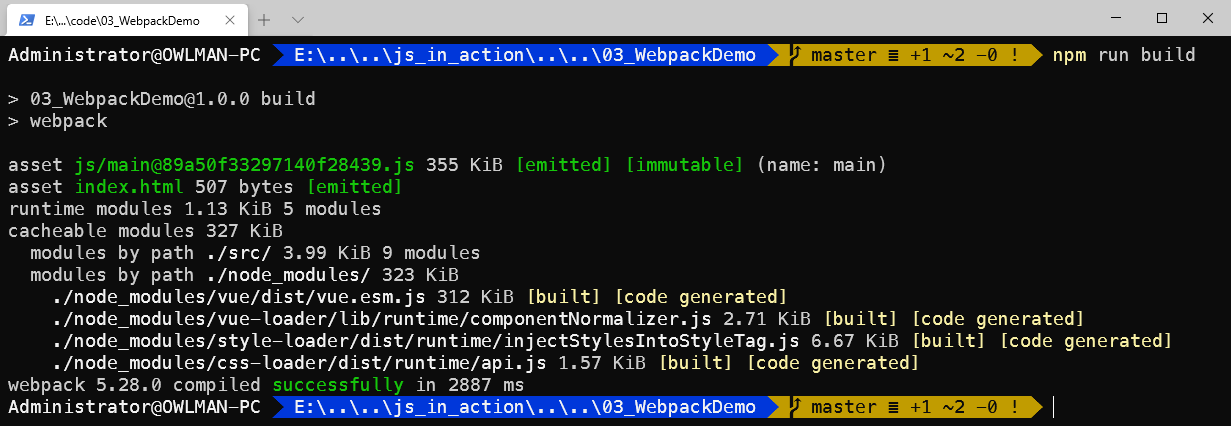 E:\...\code\03_WebpackDemo
Administrator@OWLMAN-PC E:\..\..\js_in_action\..\..\03_WebpackDemo master ≡ +1 ~2 -0 ! npm run build
> 03_WebpackDemo@1.0.0 build
> webpack
asset js/main@89a50f33297140f28439.js 355 KiB [emitted] [immutable] (name: main)
asset index.html 507 bytes [emitted]
runtime modules 1.13 KiB 5 modules
cacheable modules 327 KiB
modules by path ./src/ 3.99 KiB 9 modules
modules by path ./node_modules/ 323 KiB
./node_modules/vue/dist/vue.esm.js 312 KiB [built] [code generated]
./node_modules/vue-loader/lib/runtime/componentNormalizer.js 2.71 KiB [built] [code generated]
./node_modules/style-loader/dist/runtime/injectStylesIntoStyleTag.js 6.67 KiB [built] [code generated]
./node_modules/css-loader/dist/runtime/api.js 1.57 KiB [built] [code generated]
webpack 5.28.0 compiled successfully in 2887 ms
Administrator@OWLMAN-PC E:\..\..\js_in_action\..\..\03_WebpackDemo master ≡ +1 ~2 -0 !